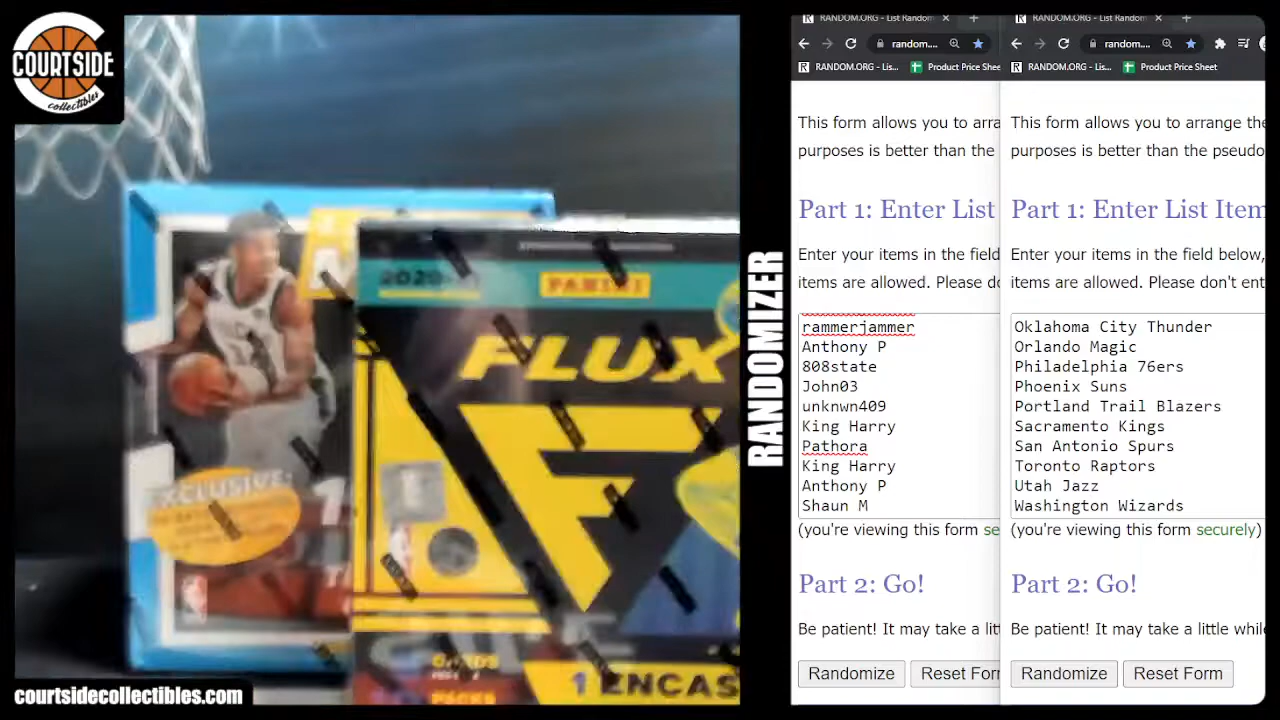 COURTSIDE
collectibles
2020
PANINI
FLUX
EXCLUSIVE
1 ENCAS
courtsidecollectibles.com
RANDOMIZER
RANDOM.ORG - List Random
random....
RANDOM.ORG - Lis...
Product Price Shee
This form allows you to arra
purposes is better than the
Part 1: Enter List
Enter your items in the field
items are allowed. Please do
rammerjammer
Anthony P
808state
John03
unknwn409
King Harry
Pathora
King Harry
Anthony P
Shaun M
(you're viewing this form se
Part 2: Go!
Be patient! It may take a litt
Randomize
Reset For
RANDOM.ORG - List Random
random....
RANDOM.ORG - Lis...
Product Price Sheet
This form allows you to arrange the
purposes is better than the pseudo
Part 1: Enter List Item
Enter your items in the field below,
items are allowed. Please don't ent
Oklahoma City Thunder
Orlando Magic
Philadelphia 76ers
Phoenix Suns
Portland Trail Blazers
Sacramento Kings
San Antonio Spurs
Toronto Raptors
Utah Jazz
Washington Wizards
(you're viewing this form securely)
Part 2: Go!
Be patient! It may take a little while
Randomize
Reset Form